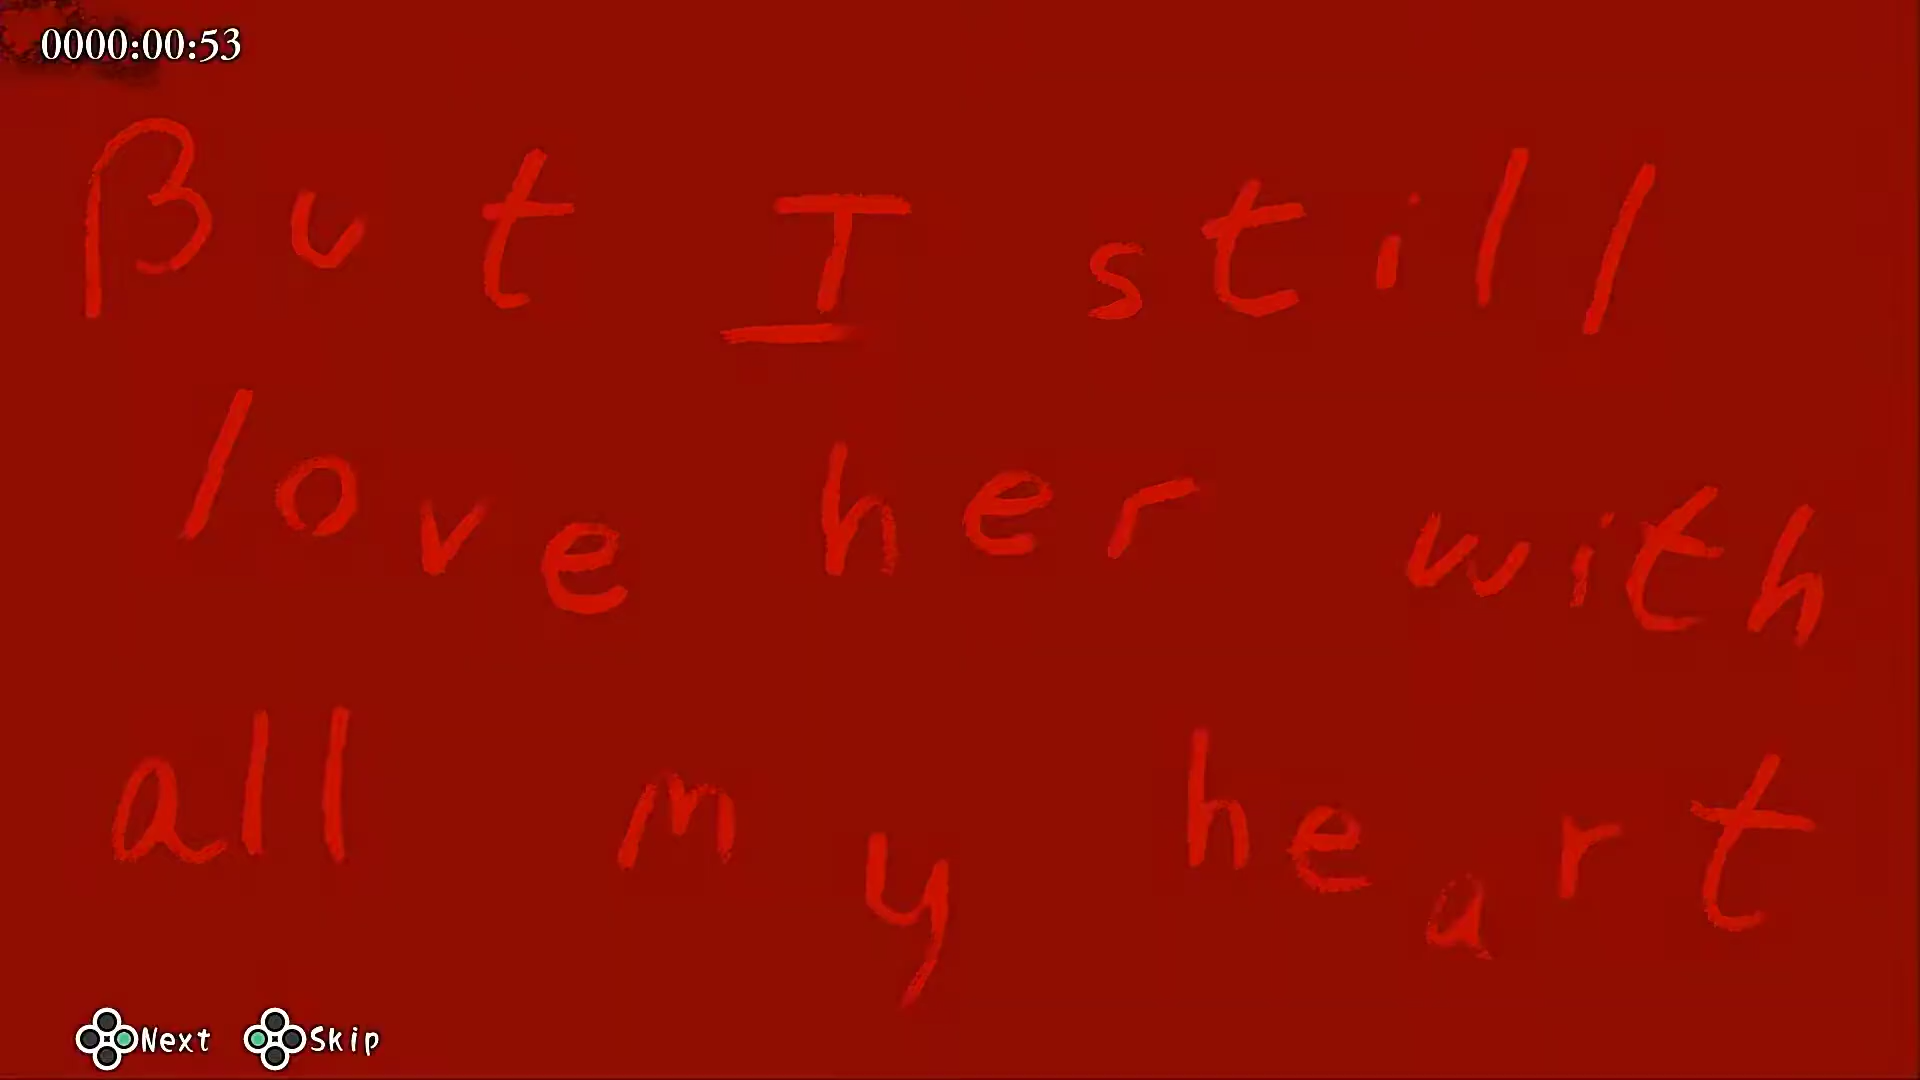 0000:00:53
But I still
love her with
all my heart
Next Skip